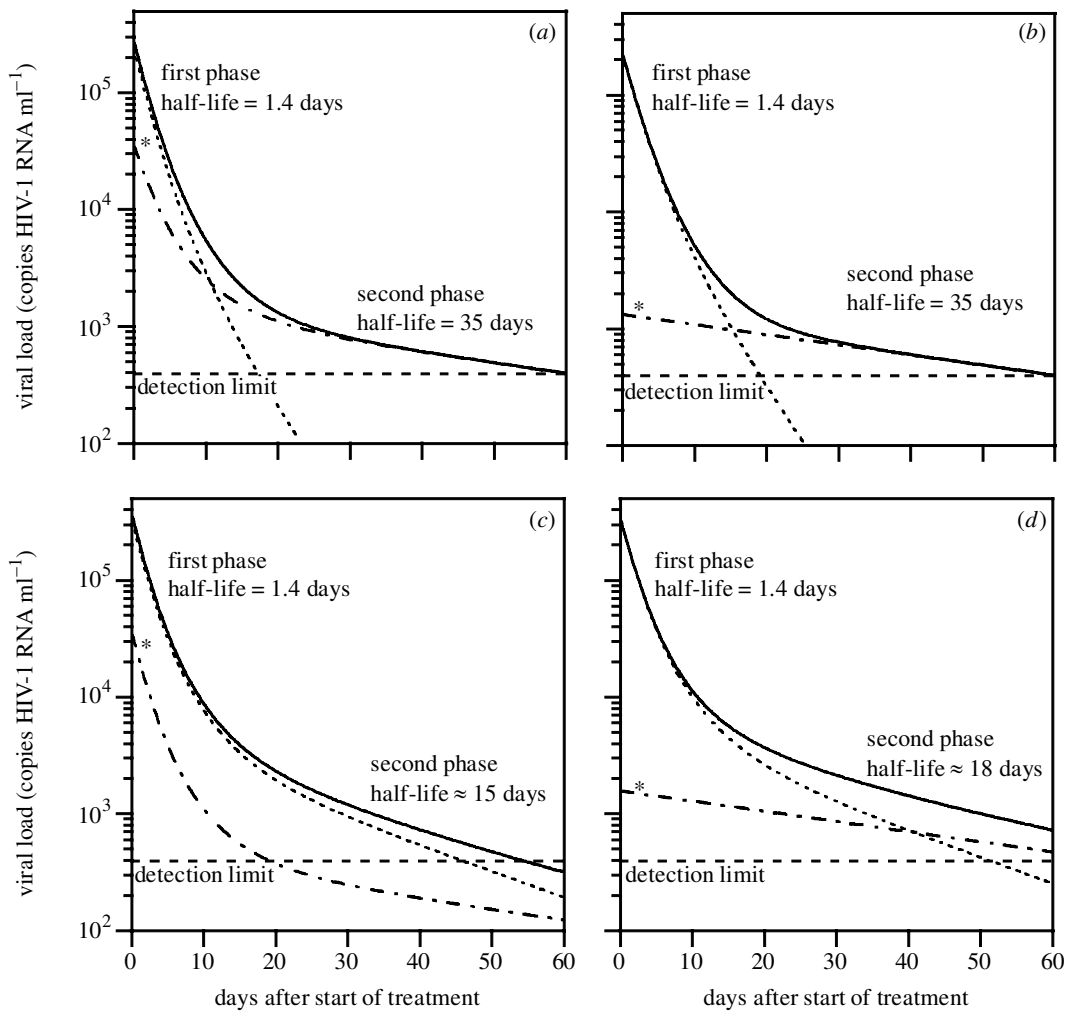 (a)
first phase
half-life = 1.4 days
*
second phase
half-life = 35 days
detection limit
10⁵
10⁴
10³
10²
viral load (copies HIV-1 RNA ml⁻¹)
(b)
first phase
half-life = 1.4 days
*
second phase
half-life = 35 days
detection limit
(c)
first phase
half-life = 1.4 days
*
second phase
half-life ≈ 15 days
detection limit
10⁵
10⁴
10³
10²
viral load (copies HIV-1 RNA ml⁻¹)
0 10 20 30 40 50 60
days after start of treatment
(d)
first phase
half-life = 1.4 days
*
second phase
half-life ≈ 18 days
detection limit
0 10 20 30 40 50 60
days after start of treatment